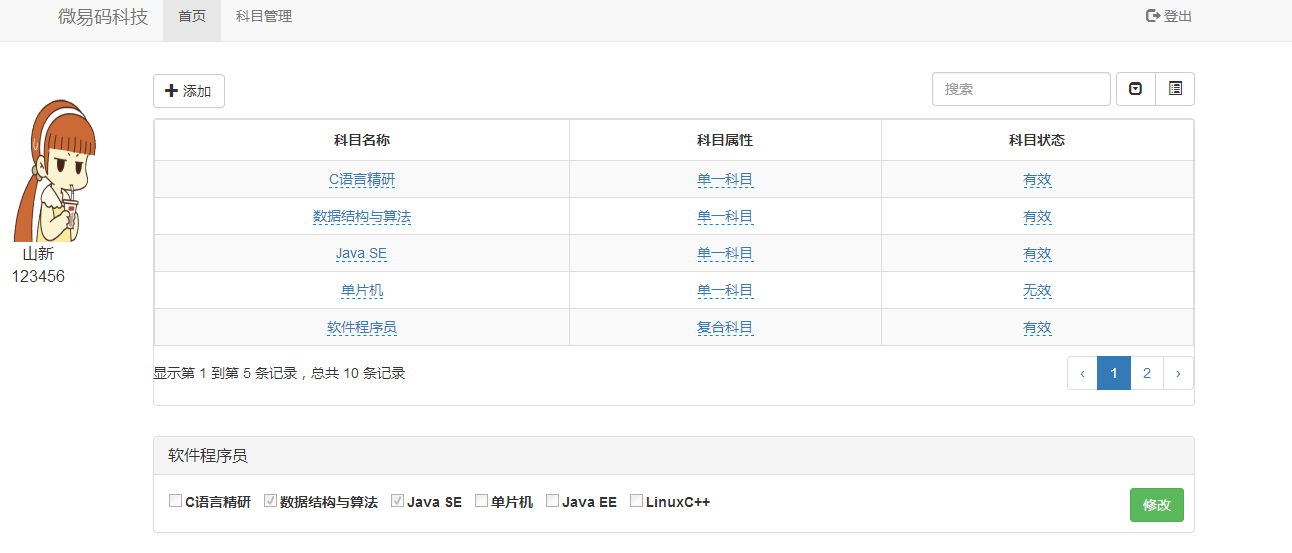 微易码科技 首页 科目管理 登出
添加 搜索
科目名称 科目属性 科目状态
C语言精研 单一科目 有效
数据结构与算法 单一科目 有效
Java SE 单一科目 有效
单片机 单一科目 无效
软件程序员 复合科目 有效
山新
123456
显示第 1 到第 5 条记录，总共 10 条记录 ‹ 1 2 ›
软件程序员
C语言精研 数据结构与算法 Java SE 单片机 Java EE LinuxC++ 修改